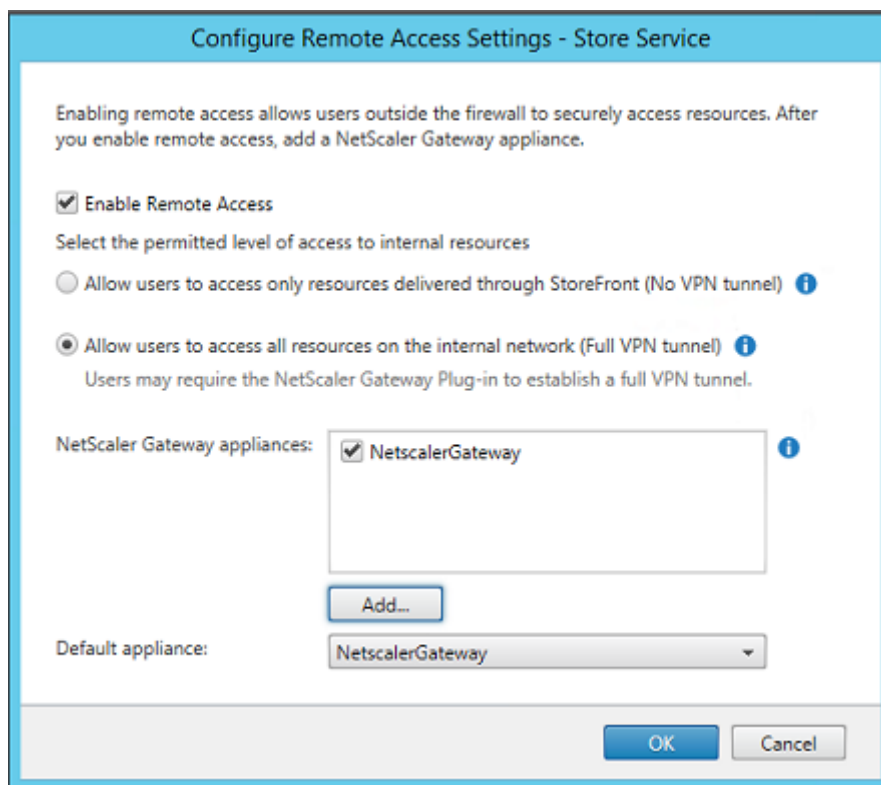 Configure Remote Access Settings - Store Service
Enabling remote access allows users outside the firewall to securely access resources. After
you enable remote access, add a NetScaler Gateway appliance.
Enable Remote Access
Select the permitted level of access to internal resources
Allow users to access only resources delivered through StoreFront (No VPN tunnel)
Allow users to access all resources on the internal network (Full VPN tunnel)
Users may require the NetScaler Gateway Plug-in to establish a full VPN tunnel.
NetScaler Gateway appliances:
NetscalerGateway
Add...
Default appliance:
NetscalerGateway
OK
Cancel